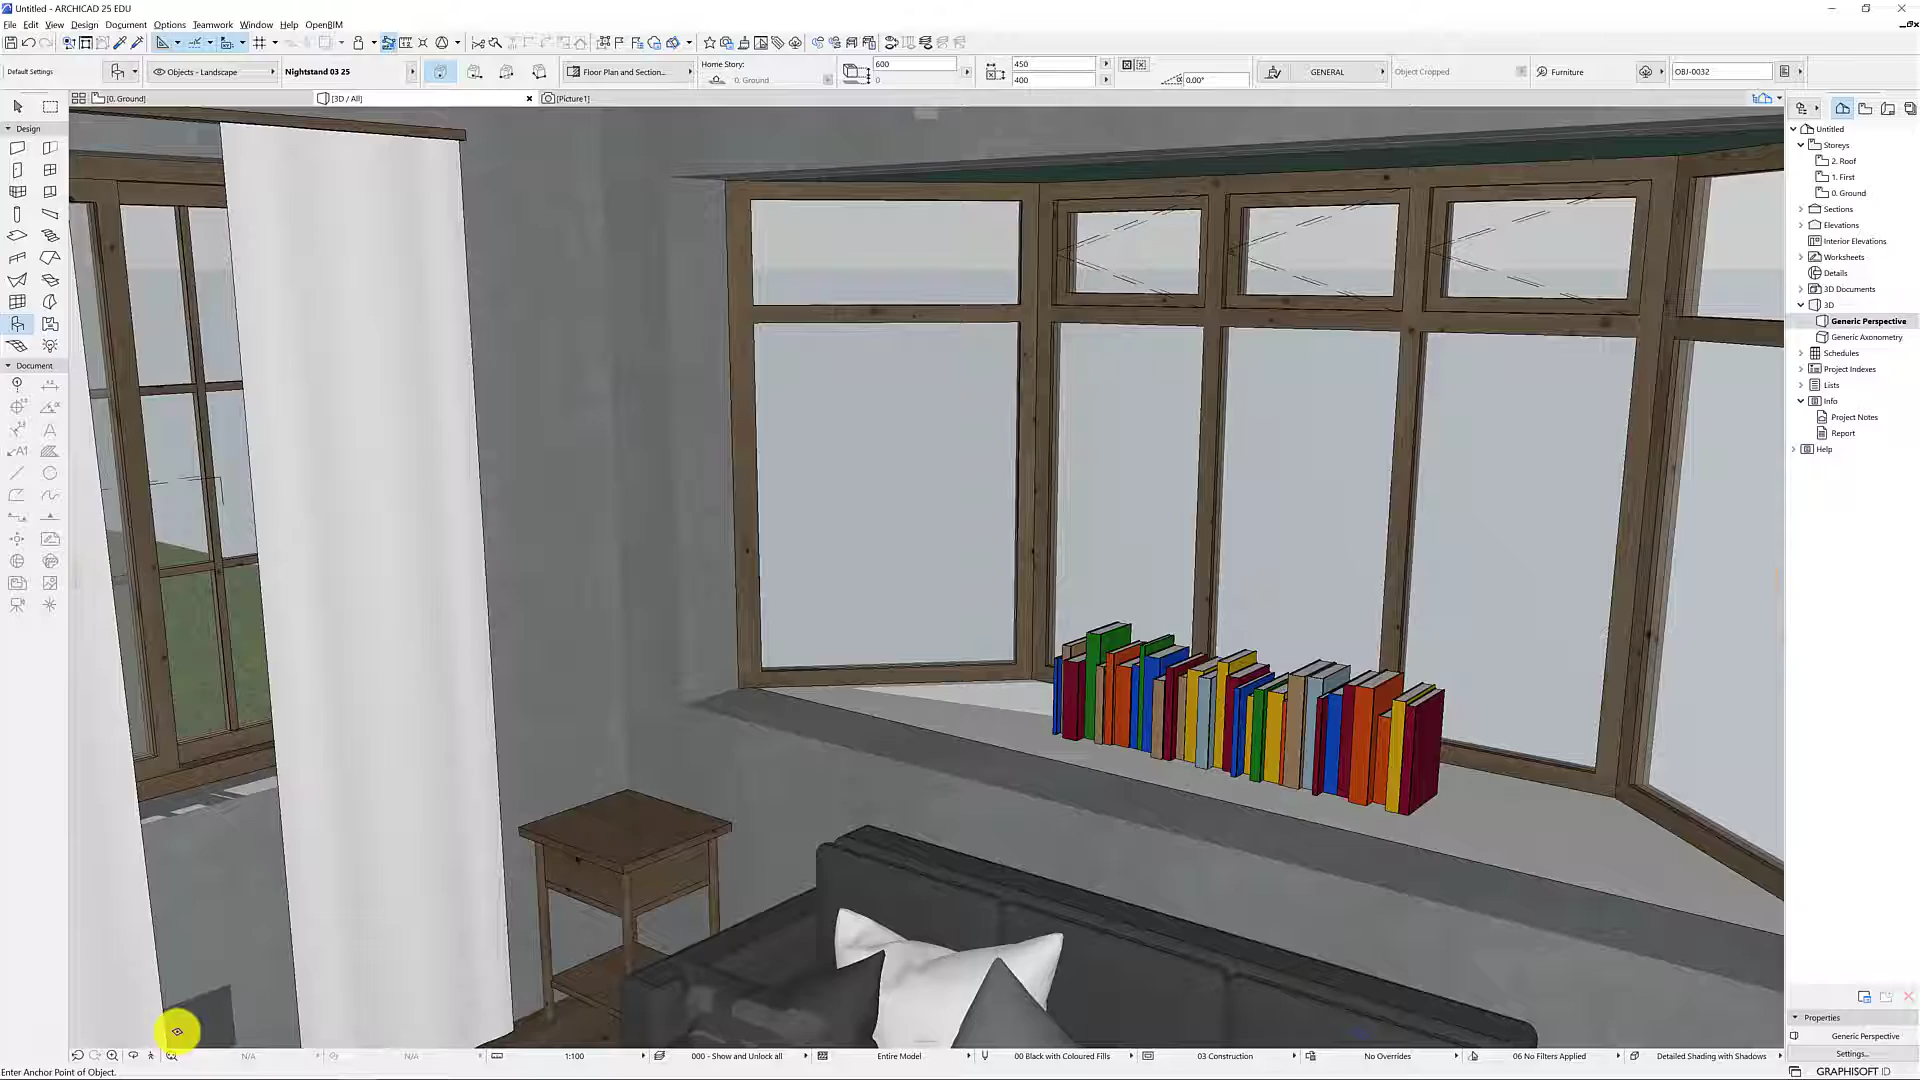 Untitled - ARCHICAD 25 EDU
File Edit View Design Document Options Teamwork Window Help OpenBIM
Default Settings
Objects - Landscape
Nightstand 03 25
Floor Plan and Section...
Home Story:
0. Ground
600
0
450
400
0.00°
GENERAL
Object Cropped
Furniture
OBJ-0032
[0. Ground]
[3D / All]
[Picture1]
Design
Document
Untitled
Storeys
2. Roof
1. First
0. Ground
Sections
Elevations
Interior Elevations
Worksheets
Details
3D Documents
3D
Generic Perspective
Generic Axonometry
Schedules
Project Indexes
Lists
Info
Project Notes
Report
Help
Properties
Generic Perspective
Settings...
N/A
N/A
1:100
000 - Show and Unlock all
Entire Model
00 Black with Coloured Fills
03 Construction
No Overrides
06 No Filters Applied
Detailed Shading with Shadows
Enter Anchor Point of Object.
GRAPHISOFT ID